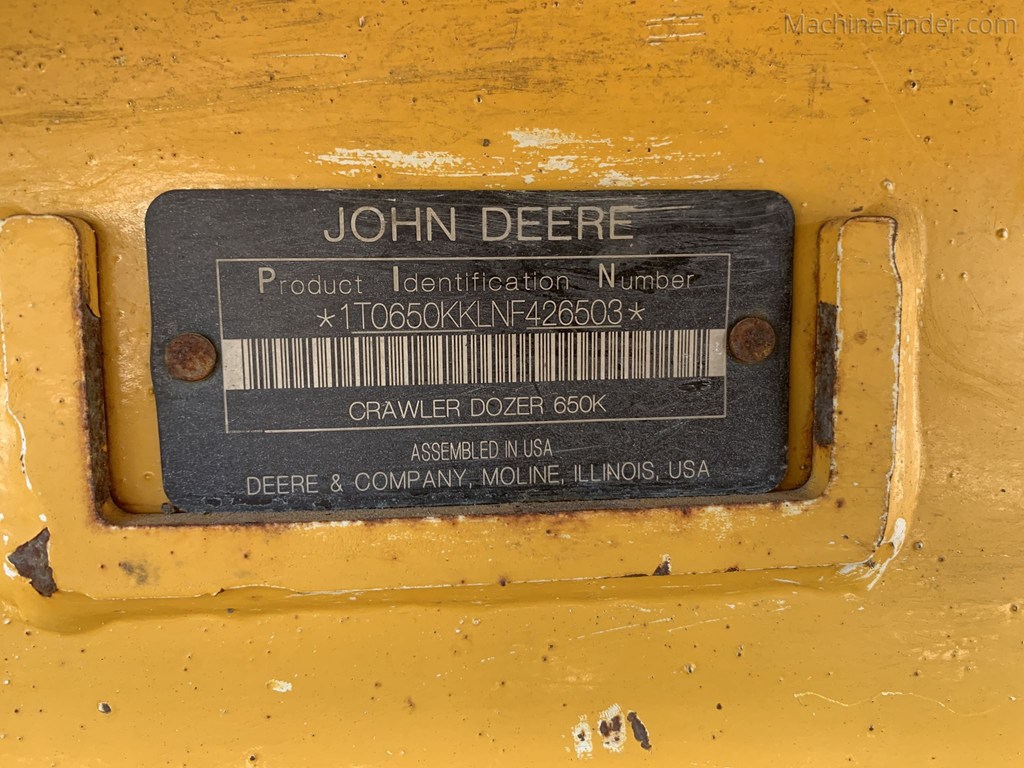 MachineFinder.com
JOHN DEERE
Product Identification Number
*1T0650KKLNF426503*
CRAWLER DOZER 650K
ASSEMBLED IN USA
DEERE & COMPANY, MOLINE, ILLINOIS, USA